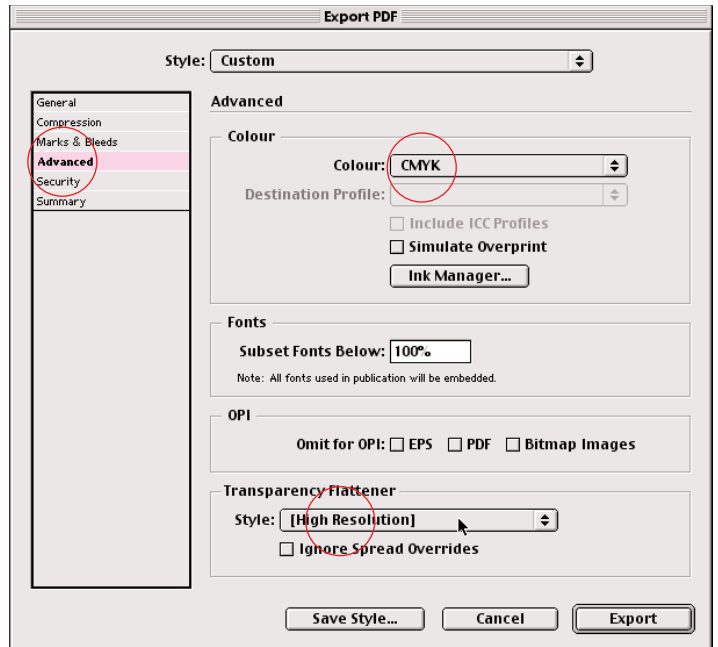 Export PDF
Style: Custom
General
Compression
Marks & Bleeds
Advanced
Security
Summary
Advanced
Colour
Colour: CMYK
Destination Profile:
Include ICC Profiles
Simulate Overprint
Ink Manager...
Fonts
Subset Fonts Below: 100%
Note: All fonts used in publication will be embedded.
OPI
Omit for OPI: EPS PDF Bitmap Images
Transparency Flattener
Style: [High Resolution]
Ignore Spread Overrides
Save Style... Cancel Export